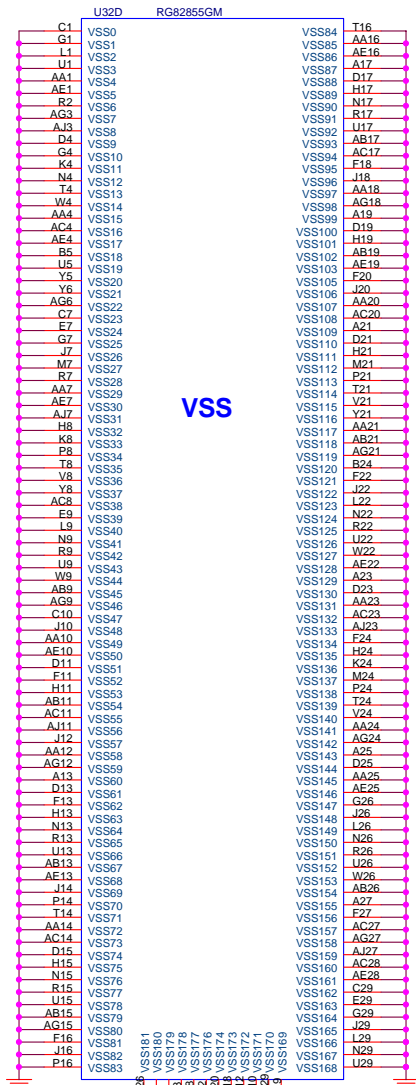 U32D RG82855GM
C1 VSS0 VSS84 T16
G1 VSS1 VSS85 AA16
L1 VSS2 VSS86 AE16
U1 VSS3 VSS87 A17
AA1 VSS4 VSS88 D17
AE1 VSS5 VSS89 H17
R2 VSS6 VSS90 N17
AG3 VSS7 VSS91 R17
AJ3 VSS8 VSS92 U17
D4 VSS9 VSS93 AB17
G4 VSS10 VSS94 AC17
K4 VSS11 VSS95 F18
N4 VSS12 VSS96 J18
T4 VSS13 VSS97 AA18
W4 VSS14 VSS98 AG18
AA4 VSS15 VSS99 A19
AC4 VSS16 VSS100 D19
AE4 VSS17 VSS101 H19
B5 VSS18 VSS102 AB19
U5 VSS19 VSS103 AE19
Y5 VSS20 VSS105 F20
Y6 VSS21 VSS106 J20
AG6 VSS22 VSS107 AA20
C7 VSS23 VSS108 AC20
E7 VSS24 VSS109 A21
G7 VSS25 VSS110 D21
J7 VSS26 VSS111 H21
M7 VSS27 VSS112 M21
R7 VSS28 VSS113 P21
AA7 VSS29 VSS114 T21
AE7 VSS30 VSS115 V21
AJ7 VSS31 VSS116 Y21
VSS
H8 VSS32 VSS117 AA21
K8 VSS33 VSS118 AB21
P8 VSS34 VSS119 AG21
T8 VSS35 VSS120 B24
V8 VSS36 VSS121 F22
Y8 VSS37 VSS122 J22
AC8 VSS38 VSS123 L22
E9 VSS39 VSS124 N22
L9 VSS40 VSS125 R22
N9 VSS41 VSS126 U22
R9 VSS42 VSS127 W22
U9 VSS43 VSS128 AE22
W9 VSS44 VSS129 A23
AB9 VSS45 VSS130 D23
AG9 VSS46 VSS131 AA23
C10 VSS47 VSS132 AC23
J10 VSS48 VSS133 AJ23
AA10 VSS49 VSS134 F24
AE10 VSS50 VSS135 H24
D11 VSS51 VSS136 K24
F11 VSS52 VSS137 M24
H11 VSS53 VSS138 P24
AB11 VSS54 VSS139 T24
AC11 VSS55 VSS140 V24
AJ11 VSS56 VSS141 AA24
J12 VSS57 VSS142 AG24
AA12 VSS58 VSS143 A25
AG12 VSS59 VSS144 D25
A13 VSS60 VSS145 AA25
D13 VSS61 VSS146 AE25
F13 VSS62 VSS147 G26
H13 VSS63 VSS148 J26
N13 VSS64 VSS149 L26
R13 VSS65 VSS150 N26
U13 VSS66 VSS151 R26
AB13 VSS67 VSS152 U26
AE13 VSS68 VSS153 W26
J14 VSS69 VSS154 AB26
P14 VSS70 VSS155 A27
T14 VSS71 VSS156 F27
AA14 VSS72 VSS157 AC27
AC14 VSS73 VSS158 AG27
D15 VSS74 VSS159 AJ27
H15 VSS75 VSS160 AC28
N15 VSS76 VSS161 AE28
R15 VSS77 VSS162 C29
U15 VSS78 VSS163 E29
AB15 VSS79 VSS164 G29
AG15 VSS80 VSS165 J29
F16 VSS81 VSS166 L29
J16 VSS82 VSS167 N29
P16 VSS83 VSS168 U29
VSS181 VSS180 VSS179 VSS178 VSS177 VSS176 VSS174 VSS173 VSS172 VSS171 VSS170 VSS169